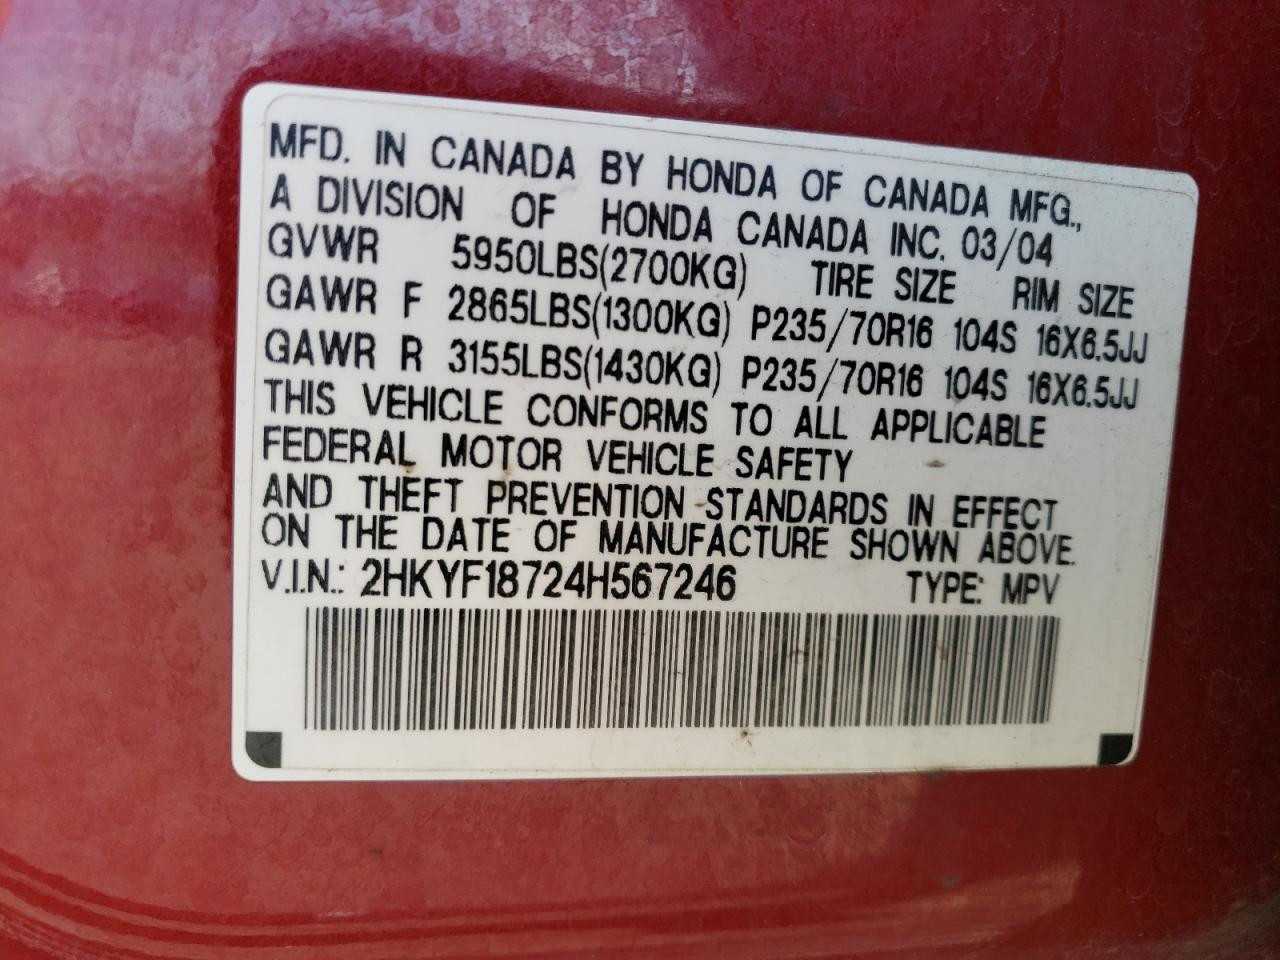 MFD. IN CANADA BY HONDA OF CANADA MFG.,
A DIVISION OF HONDA CANADA INC. 03/04
GVWR 5950LBS(2700KG) TIRE SIZE RIM SIZE
GAWR F 2865LBS(1300KG) P235/70R16 104S 16X6.5JJ
GAWR R 3155LBS(1430KG) P235/70R16 104S 16X6.5JJ
THIS VEHICLE CONFORMS TO ALL APPLICABLE
FEDERAL MOTOR VEHICLE SAFETY
AND THEFT PREVENTION STANDARDS IN EFFECT
ON THE DATE OF MANUFACTURE SHOWN ABOVE.
V.I.N.: 2HKYF18724H567246 TYPE: MPV